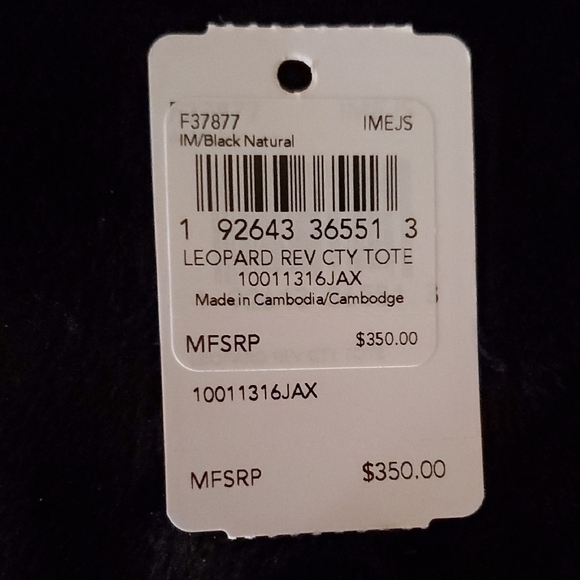 F37877 IMEJS
IM/Black Natural
1 92643 36551 3
LEOPARD REV CTY TOTE
10011316JAX
Made in Cambodia/Cambodge
MFSRP $350.00
10011316JAX
MFSRP $350.00